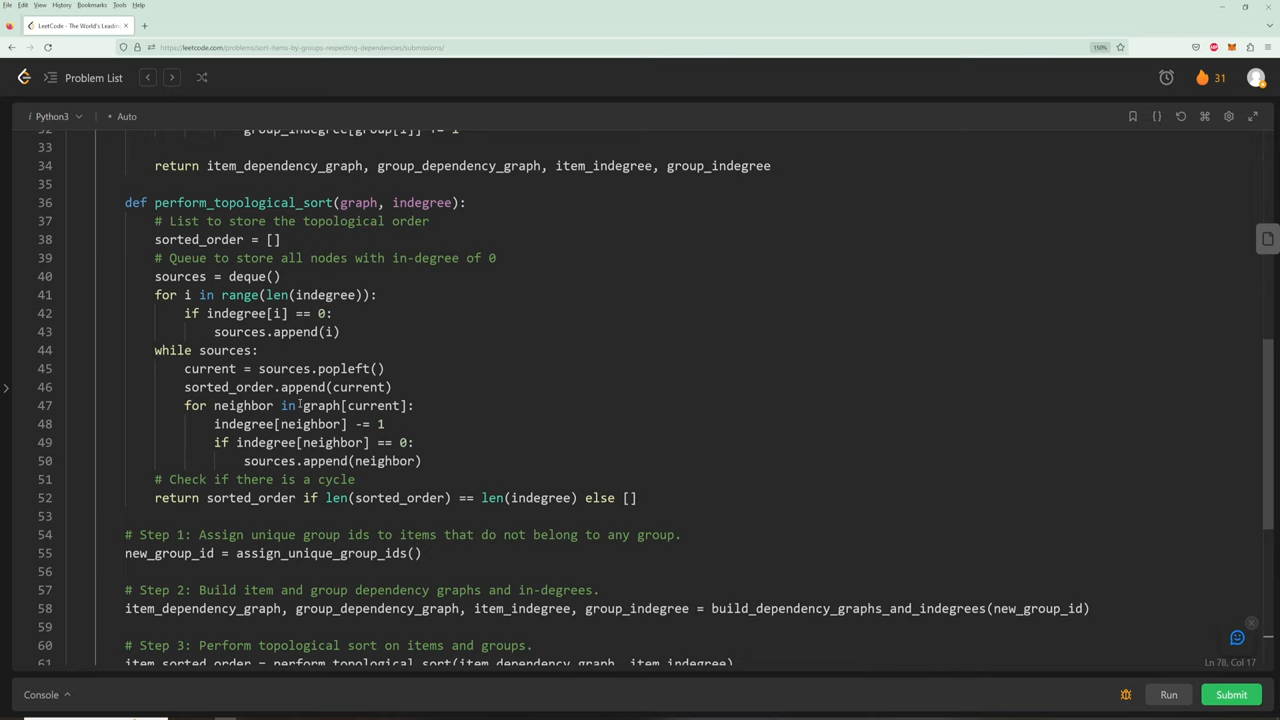 File Edit View History Bookmarks Tools Help
LeetCode - The World's Leading
https://leetcode.com/problems/sort-items-by-groups-respecting-dependencies/submissions/
150%
Problem List
31
Python3
Auto
32 group_indegree[group[i]] += 1
33
34 return item_dependency_graph, group_dependency_graph, item_indegree, group_indegree
35
36 def perform_topological_sort(graph, indegree):
37 # List to store the topological order
38 sorted_order = []
39 # Queue to store all nodes with in-degree of 0
40 sources = deque()
41 for i in range(len(indegree)):
42 if indegree[i] == 0:
43 sources.append(i)
44 while sources:
45 current = sources.popleft()
46 sorted_order.append(current)
47 for neighbor in graph[current]:
48 indegree[neighbor] -= 1
49 if indegree[neighbor] == 0:
50 sources.append(neighbor)
51 # Check if there is a cycle
52 return sorted_order if len(sorted_order) == len(indegree) else []
53
54 # Step 1: Assign unique group ids to items that do not belong to any group.
55 new_group_id = assign_unique_group_ids()
56
57 # Step 2: Build item and group dependency graphs and in-degrees.
58 item_dependency_graph, group_dependency_graph, item_indegree, group_indegree = build_dependency_graphs_and_indegrees(new_group_id)
59
60 # Step 3: Perform topological sort on items and groups.
61 item_sorted_order = perform_topological_sort(item_dependency_graph, item_indegree)
Ln 78, Col 17
Console
Run
Submit